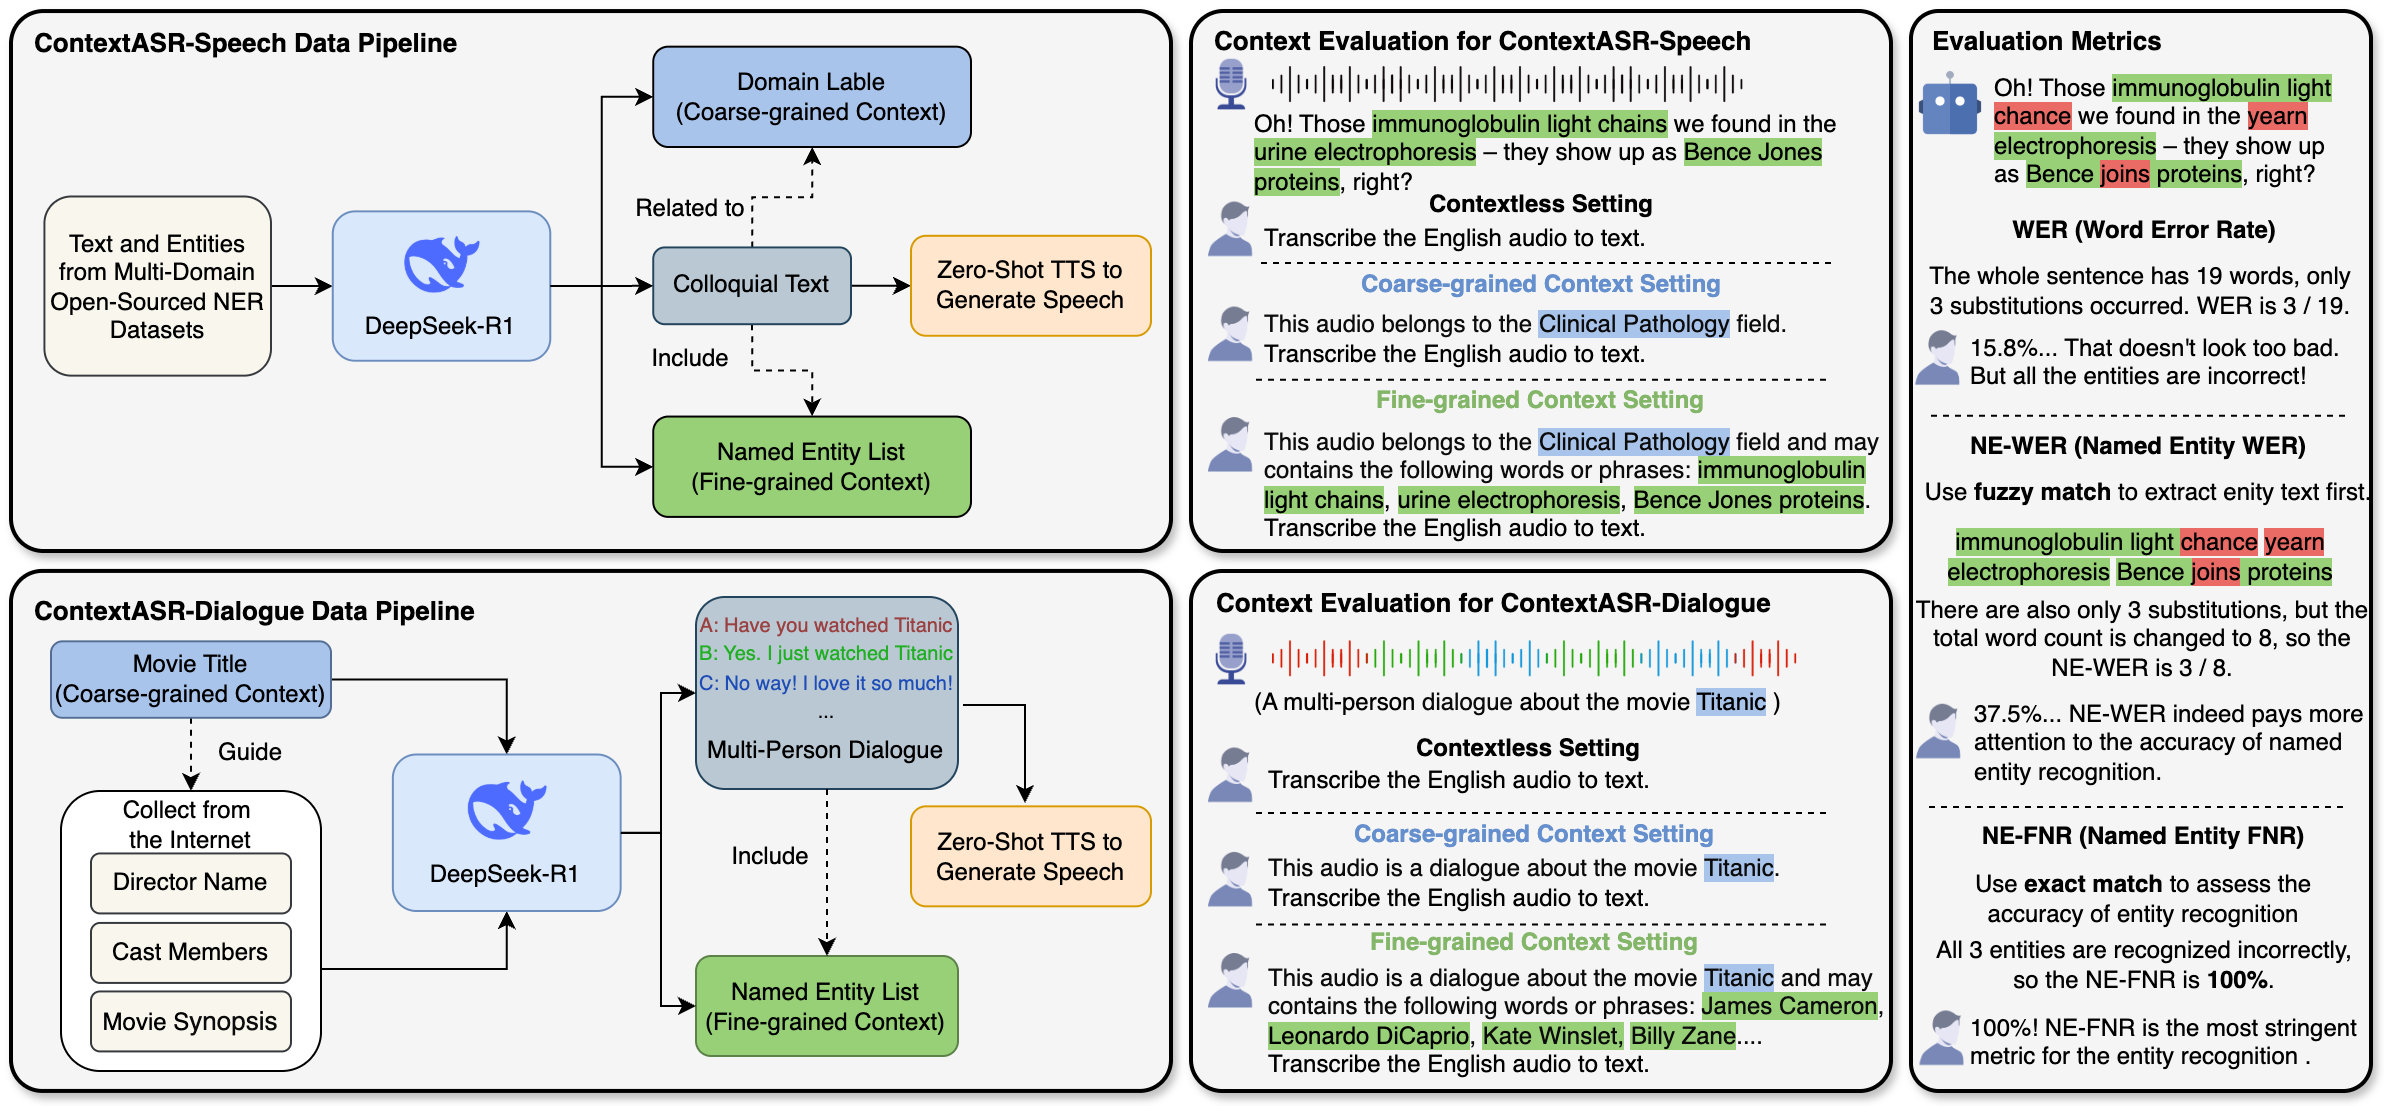 ContextASR-Speech Data Pipeline
Text and Entities
from Multi-Domain
Open-Sourced NER
Datasets
DeepSeek-R1
Domain Lable
(Coarse-grained Context)
Related to
Colloquial Text
Include
Named Entity List
(Fine-grained Context)
Zero-Shot TTS to
Generate Speech
Context Evaluation for ContextASR-Speech
Oh! Those immunoglobulin light chains we found in the
urine electrophoresis – they show up as Bence Jones
proteins, right?
Contextless Setting
Transcribe the English audio to text.
Coarse-grained Context Setting
This audio belongs to the Clinical Pathology field.
Transcribe the English audio to text.
Fine-grained Context Setting
This audio belongs to the Clinical Pathology field and may
contains the following words or phrases: immunoglobulin
light chains, urine electrophoresis, Bence Jones proteins.
Transcribe the English audio to text.
ContextASR-Dialogue Data Pipeline
Movie Title
(Coarse-grained Context)
Guide
Collect from
the Internet
Director Name
Cast Members
Movie Synopsis
DeepSeek-R1
A: Have you watched Titanic
B: Yes. I just watched Titanic
C: No way! I love it so much!
...
Multi-Person Dialogue
Include
Named Entity List
(Fine-grained Context)
Zero-Shot TTS to
Generate Speech
Context Evaluation for ContextASR-Dialogue
(A multi-person dialogue about the movie Titanic )
Contextless Setting
Transcribe the English audio to text.
Coarse-grained Context Setting
This audio is a dialogue about the movie Titanic.
Transcribe the English audio to text.
Fine-grained Context Setting
This audio is a dialogue about the movie Titanic and may
contains the following words or phrases: James Cameron,
Leonardo DiCaprio, Kate Winslet, Billy Zane....
Transcribe the English audio to text.
Evaluation Metrics
Oh! Those immunoglobulin light
chance we found in the yearn
electrophoresis – they show up
as Bence joins proteins, right?
WER (Word Error Rate)
The whole sentence has 19 words, only
3 substitutions occurred. WER is 3 / 19.
15.8%... That doesn't look too bad.
But all the entities are incorrect!
NE-WER (Named Entity WER)
Use fuzzy match to extract enity text first.
immunoglobulin light chance yearn
electrophoresis Bence joins proteins
There are also only 3 substitutions, but the
total word count is changed to 8, so the
NE-WER is 3 / 8.
37.5%... NE-WER indeed pays more
attention to the accuracy of named
entity recognition.
NE-FNR (Named Entity FNR)
Use exact match to assess the
accuracy of entity recognition
All 3 entities are recognized incorrectly,
so the NE-FNR is 100%.
100%! NE-FNR is the most stringent
metric for the entity recognition .